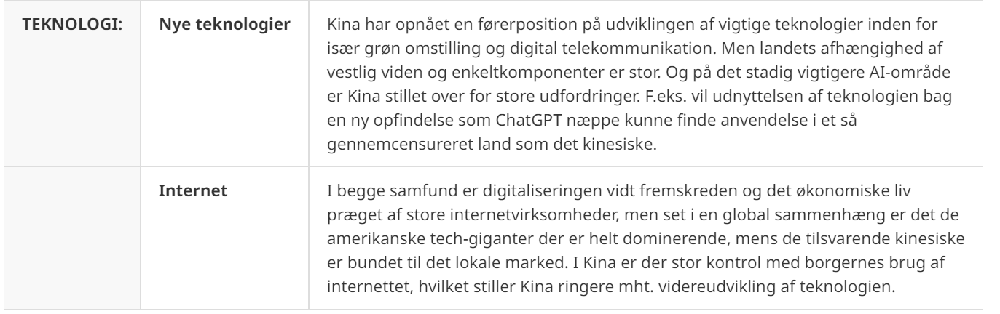 TEKNOLOGI:
Nye teknologier
Kina har opnået en førerposition på udviklingen af vigtige teknologier inden for
især grøn omstilling og digital telekommunikation. Men landets afhængighed af
vestlig viden og enkeltkomponenter er stor. Og på det stadig vigtigere AI-område
er Kina stillet over for store udfordringer. F.eks. vil udnyttelsen af teknologien bag
en ny opfindelse som ChatGPT næppe kunne finde anvendelse i et så
gennemcensureret land som det kinesiske.
Internet
I begge samfund er digitaliseringen vidt fremskreden og det økonomiske liv
præget af store internetvirksomheder, men set i en global sammenhæng er det de
amerikanske tech-giganter der er helt dominerende, mens de tilsvarende kinesiske
er bundet til det lokale marked. I Kina er der stor kontrol med borgernes brug af
internettet, hvilket stiller Kina ringere mht. videreudvikling af teknologien.